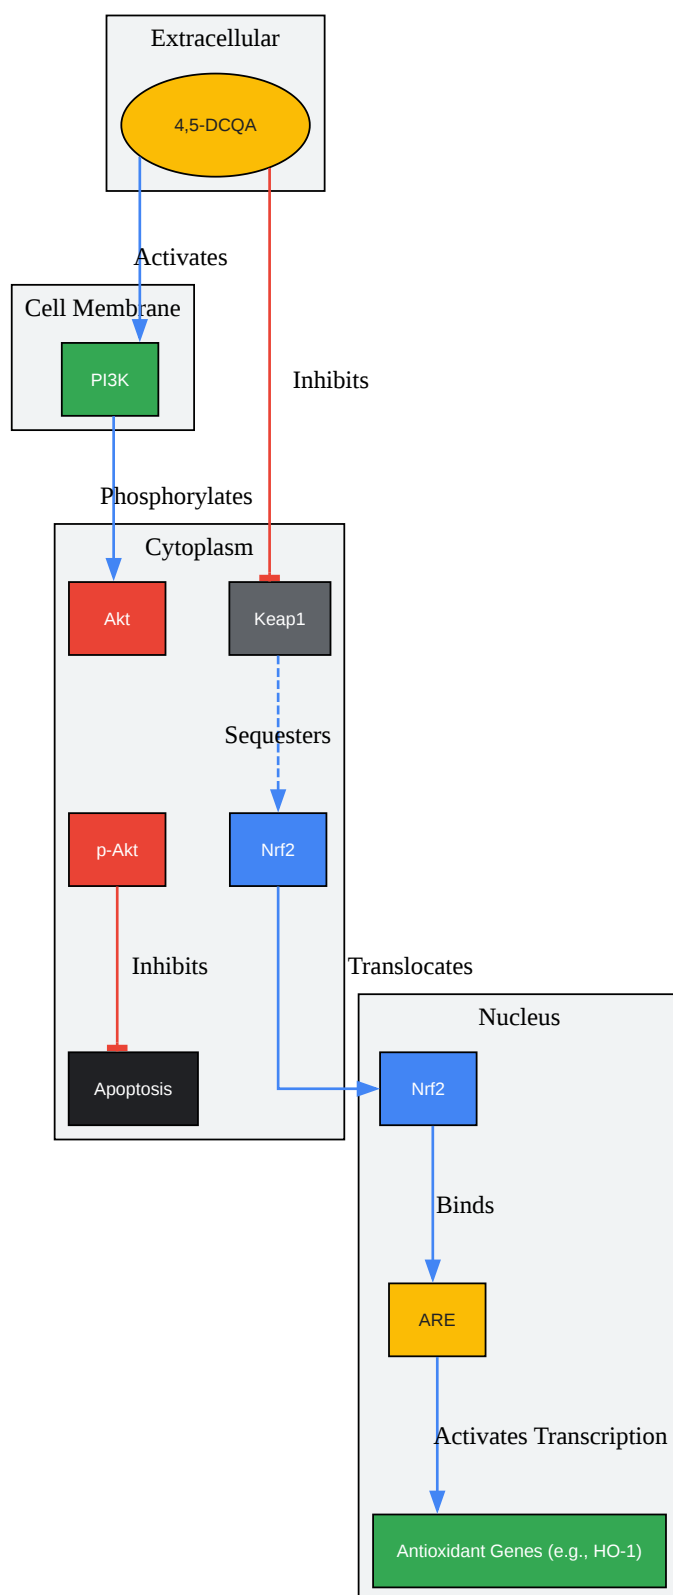 Extracellular
4,5-DCQA
Activates
Cell Membrane
PI3K
Inhibits
Phosphorylates
Cytoplasm
Akt
Keap1
Sequesters
p-Akt
Nrf2
Inhibits
Translocates
Nucleus
Apoptosis
Nrf2
Binds
ARE
Activates Transcription
Antioxidant Genes (e.g., HO-1)